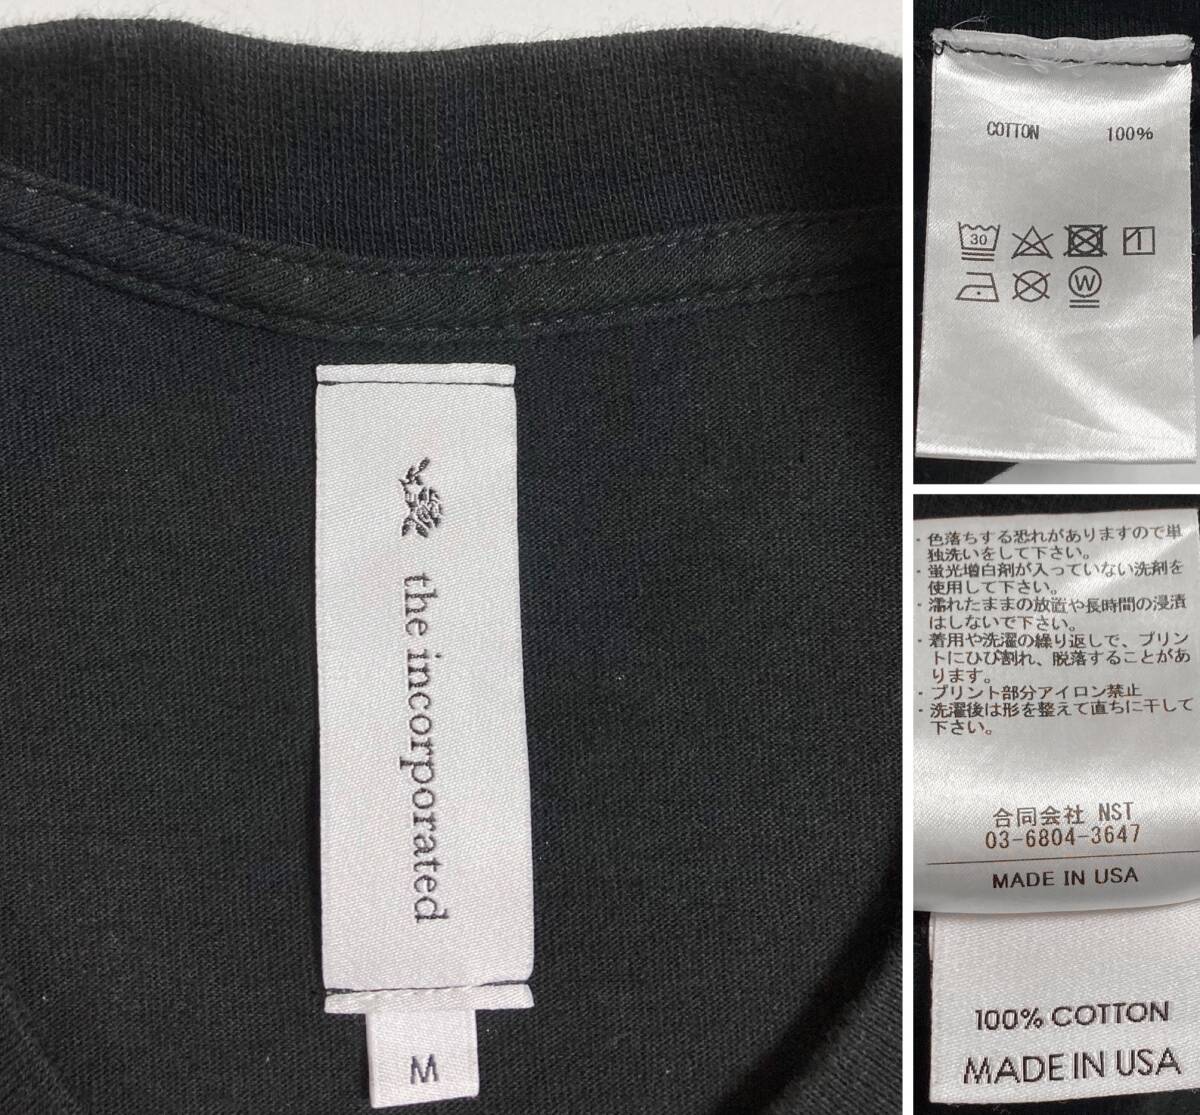 the incorporated
M
COTTON 100%
30
1
W
・色落ちする恐れがありますので単
独洗いをして下さい。
・蛍光増白剤が入っていない洗剤を
使用して下さい。
・濡れたままの放置や長時間の浸漬
はしないで下さい。
・着用や洗濯の繰り返しで、プリン
トにひび割れ、脱落することがあ
ります。
・プリント部分アイロン禁止
・洗濯後は形を整えて直ちに干して
下さい。
合同会社 NST
03-6804-3647
MADE IN USA
100% COTTON
MADE IN USA